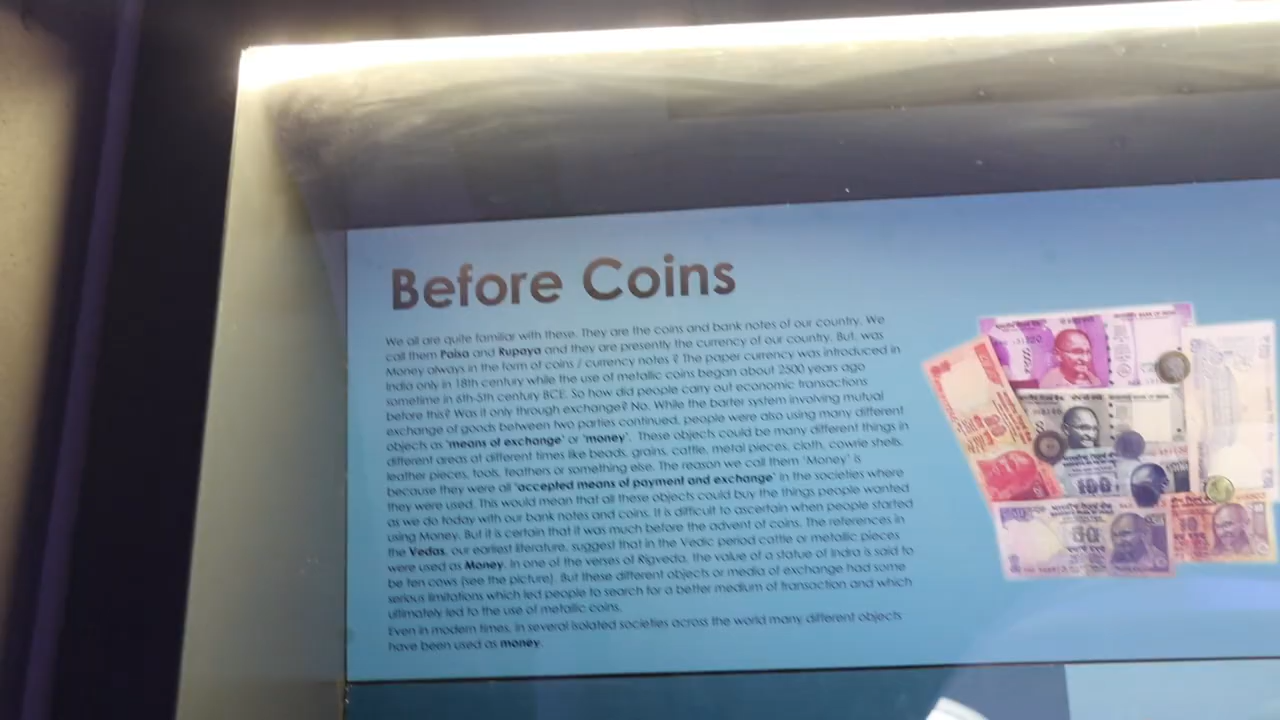 Before Coins
We all are quite familiar with these. They are the coins and bank notes of our country. We
call them Paisa and Rupaya and they are presently the currency of our country. But, was
Money always in the form of coins / currency notes ? The paper currency was introduced in
India only in 18th century while the use of metallic coins began about 2500 years ago
sometime in 6th-5th century BCE. So how did people carry out economic transactions
before this? Was it only through exchange? No. While the barter system involving mutual
exchange of goods between two parties continued, people were also using many different
objects as 'means of exchange' or 'money'. These objects could be many different things in
different areas at different times like beads, grains, cattle, metal pieces, cloth, cowrie shells,
leather pieces, tools, feathers or something else. The reason we call them 'Money' is
because they were all 'accepted means of payment and exchange' in the societies where
they were used. This would mean that all these objects could buy the things people wanted
as we do today with our bank notes and coins. It is difficult to ascertain when people started
using Money. But it is certain that it was much before the advent of coins. The references in
the Vedas, our earliest literature, suggest that in the Vedic period cattle or metallic pieces
were used as Money. In one of the verses of Rigveda, the value of a statue of Indra is said to
be ten cows (see the picture). But these different objects or media of exchange had some
serious limitations which led people to search for a better medium of transaction and which
ultimately led to the use of metallic coins.
Even in modern times, in several isolated societies across the world many different objects
have been used as money.
100
50